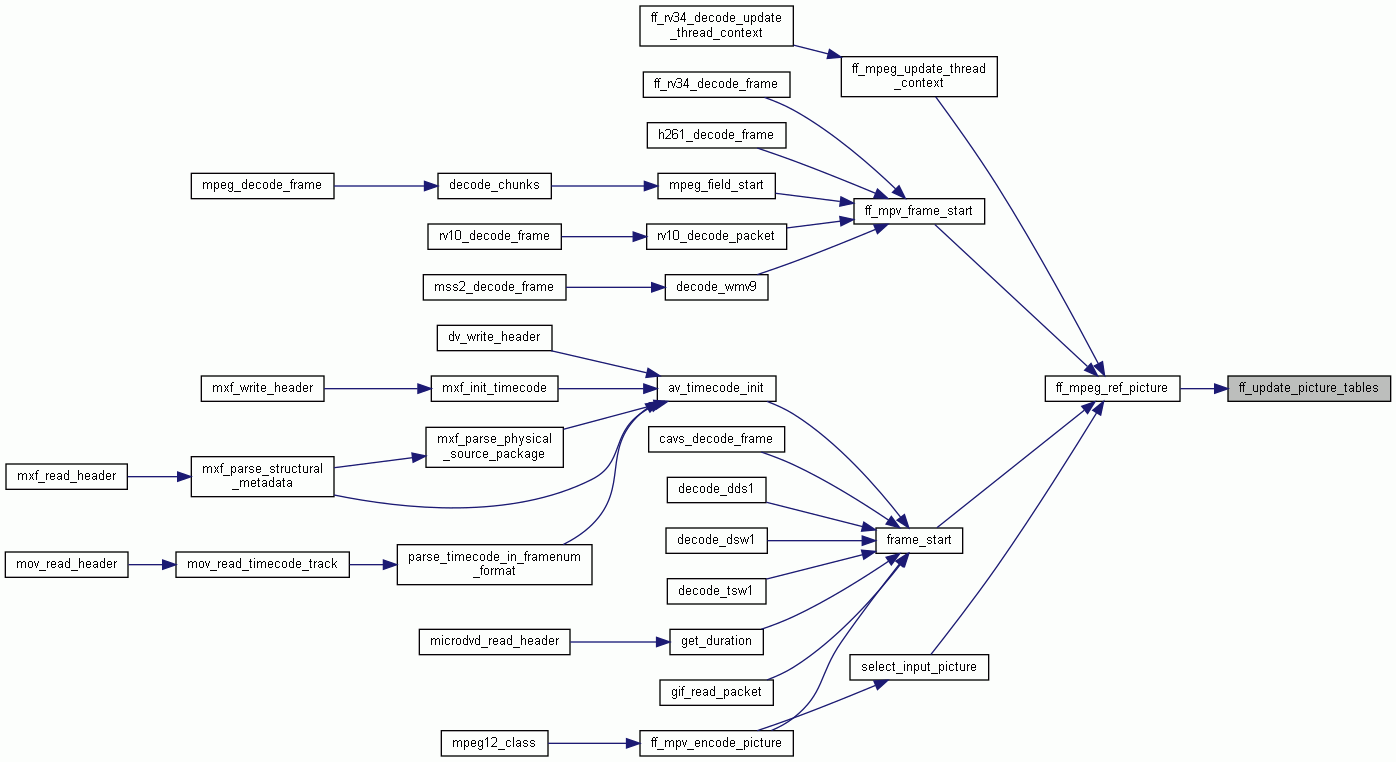 ff_rv34_decode_update
_thread_context
ff_mpeg_update_thread
_context
ff_rv34_decode_frame
h261_decode_frame
mpeg_decode_frame
decode_chunks
mpeg_field_start
ff_mpv_frame_start
rv10_decode_frame
rv10_decode_packet
mss2_decode_frame
decode_wmv9
dv_write_header
mxf_write_header
mxf_init_timecode
av_timecode_init
ff_mpeg_ref_picture
ff_update_picture_tables
mxf_parse_physical
_source_package
cavs_decode_frame
mxf_read_header
mxf_parse_structural
_metadata
decode_dds1
decode_dsw1
frame_start
mov_read_header
mov_read_timecode_track
parse_timecode_in_framenum
_format
decode_tsw1
microdvd_read_header
get_duration
select_input_picture
gif_read_packet
mpeg12_class
ff_mpv_encode_picture